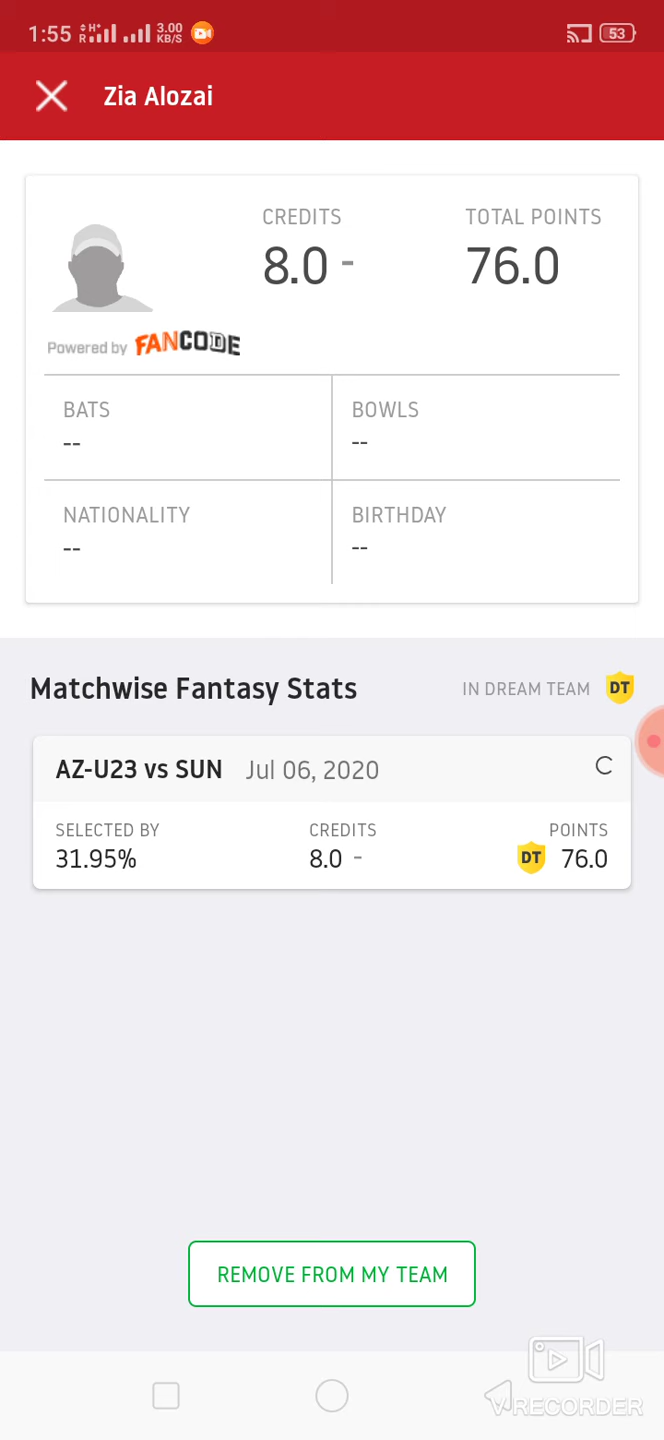 1:55 R H 3.00 KB/S 53
Zia Alozai
CREDITS TOTAL POINTS
8.0 - 76.0
Powered by FANCODE
BATS BOWLS
-- --
NATIONALITY BIRTHDAY
-- --
Matchwise Fantasy Stats IN DREAM TEAM DT
AZ-U23 vs SUN Jul 06, 2020 C
SELECTED BY CREDITS POINTS
31.95% 8.0 - DT 76.0
REMOVE FROM MY TEAM
VRECORDER